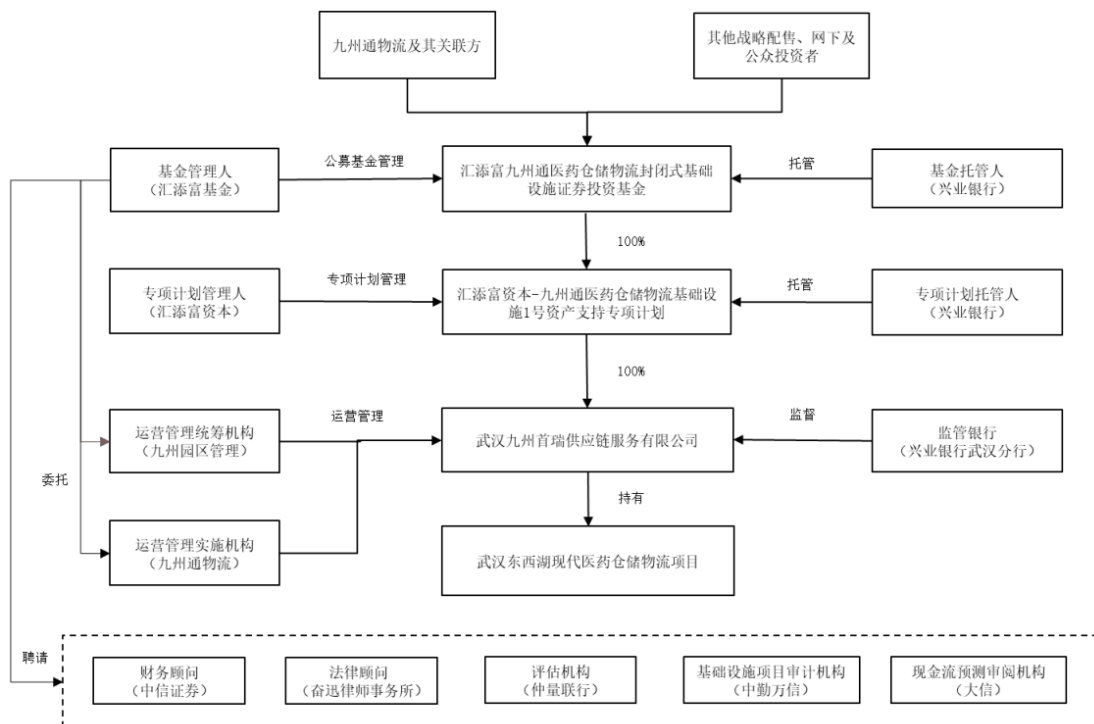 九州通物流及其关联方
其他战略配售、网下及
公众投资者
基金管理人
（汇添富基金）
公募基金管理
汇添富九州通医药仓储物流封闭式基础
设施证券投资基金
托管
基金托管人
（兴业银行）
100%
专项计划管理人
（汇添富资本）
专项计划管理
汇添富资本-九州通医药仓储物流基础设
施1号资产支持专项计划
托管
专项计划托管人
（兴业银行）
100%
运营管理统筹机构
（九州园区管理）
运营管理
武汉九州首瑞供应链服务有限公司
监督
监管银行
（兴业银行武汉分行）
委托
持有
运营管理实施机构
（九州通物流）
武汉东西湖现代医药仓储物流项目
聘请
财务顾问
（中信证券）
法律顾问
（奋迅律师事务所）
评估机构
（仲量联行）
基础设施项目审计机构
（中勤万信）
现金流预测审阅机构
（大信）